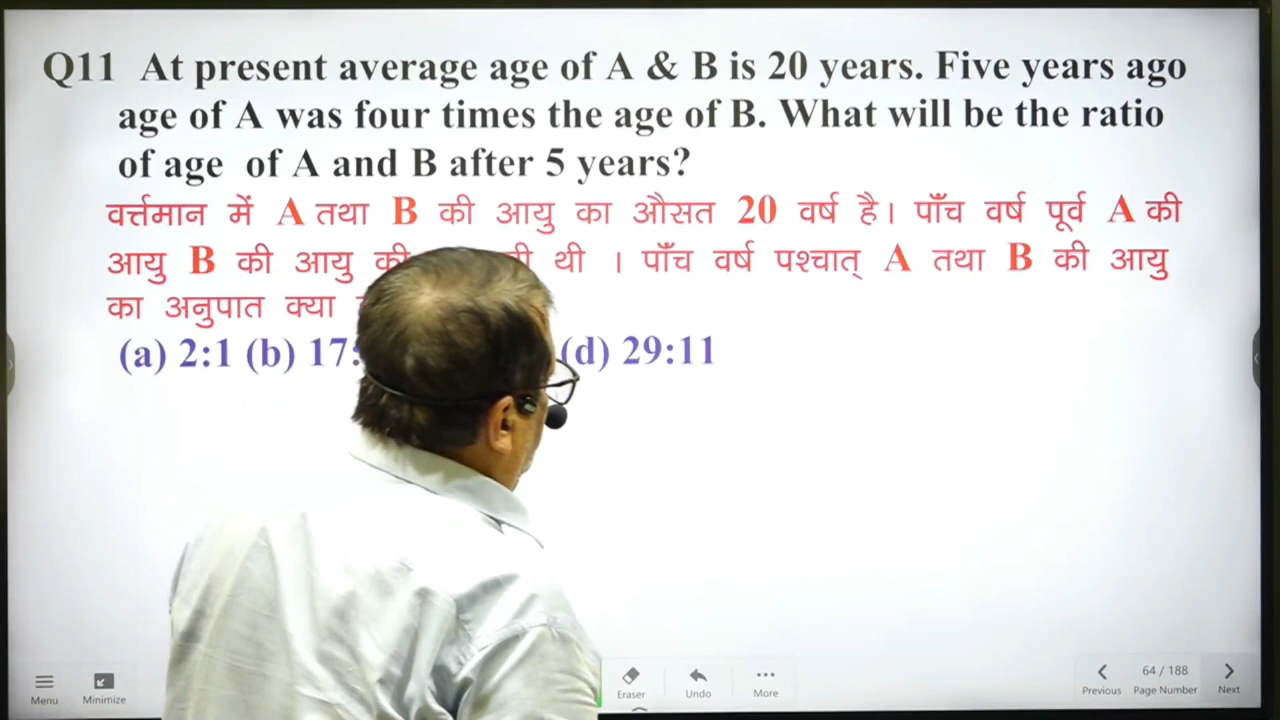 Q11 At present average age of A & B is 20 years. Five years ago
age of A was four times the age of B. What will be the ratio
of age of A and B after 5 years?
वर्त्तमान में A तथा B की आयु का औसत 20 वर्ष है। पाँच वर्ष पूर्व A की
आयु B की आयु की थी । पाँच वर्ष पश्चात् A तथा B की आयु
का अनुपात क्या
(a) 2:1 (b) 17: (d) 29:11
Menu Minimize Eraser Undo More Previous Page Number Next
64 / 188